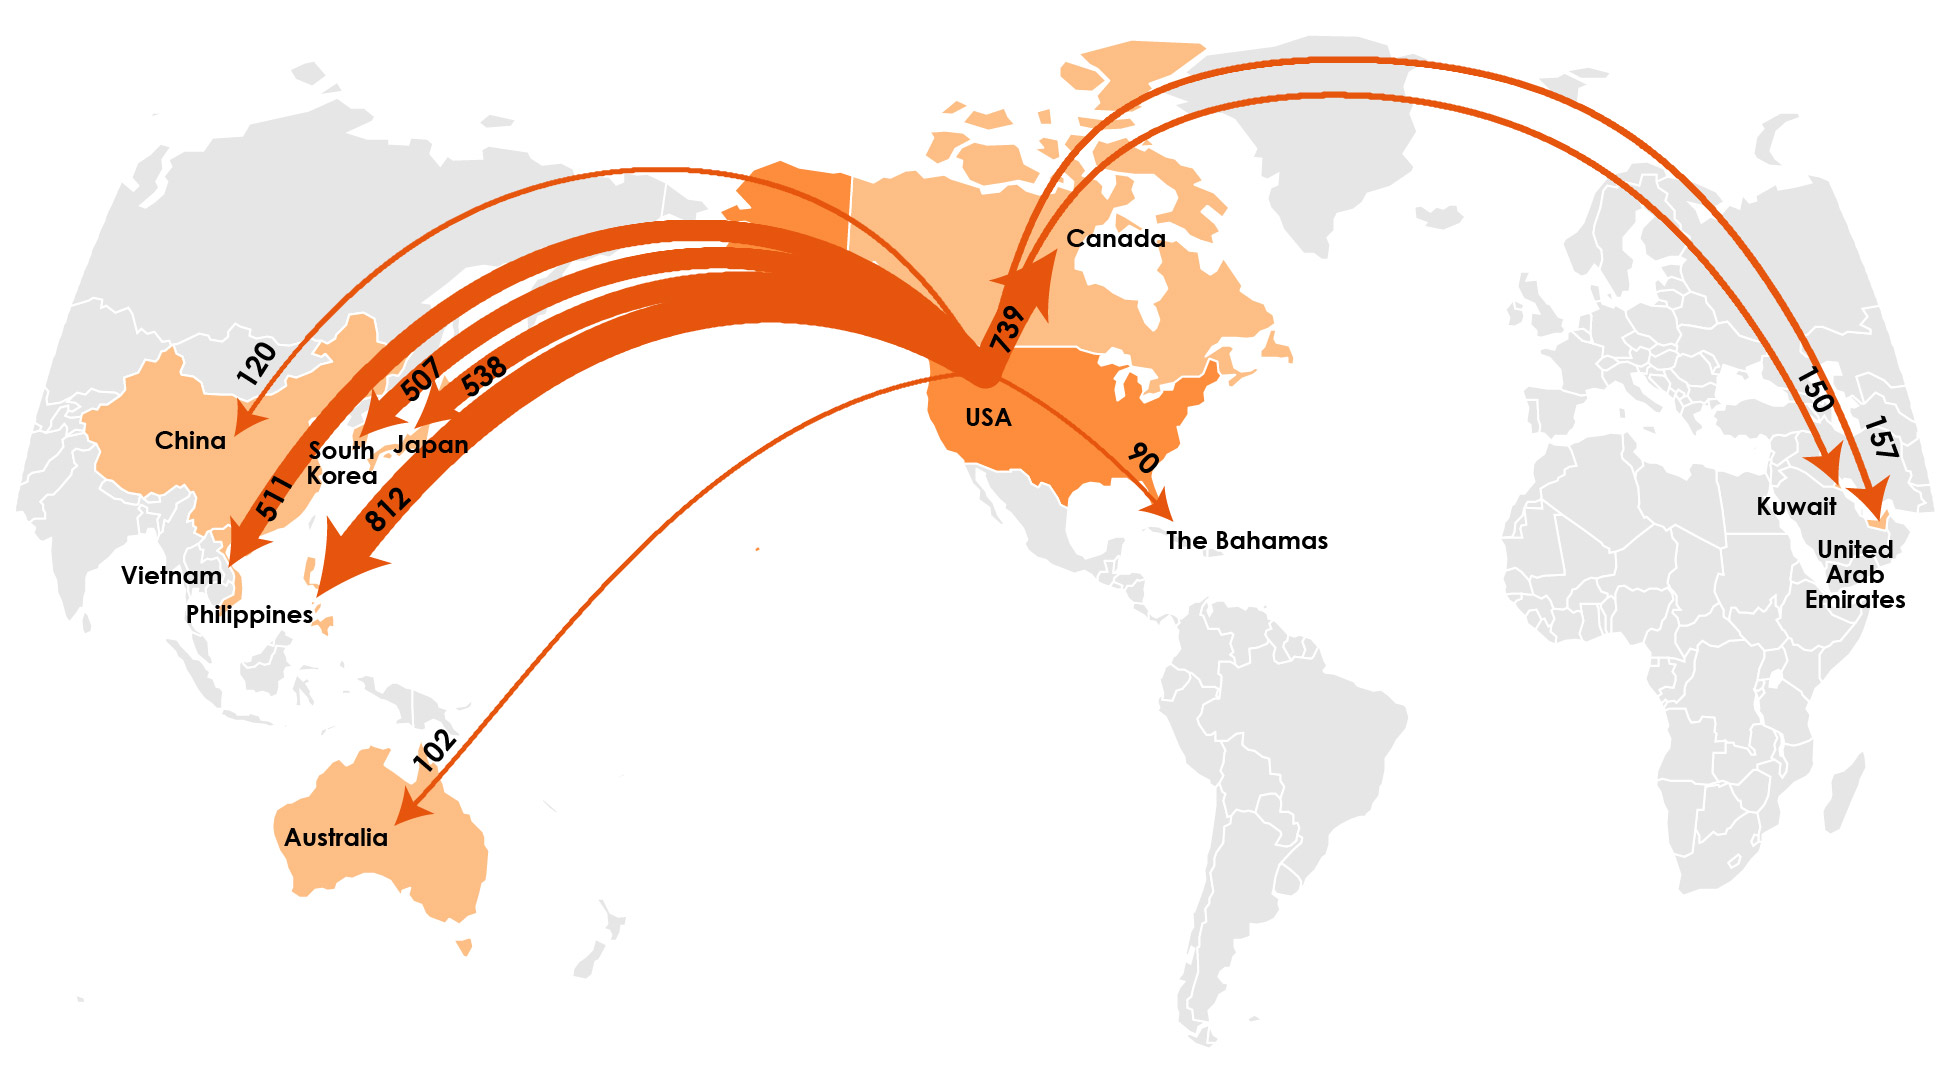 Canada
739
120
507
538
China
South
Korea
Japan
USA
511
812
90
150
157
Kuwait
The Bahamas
United
Arab
Emirates
Vietnam
Philippines
102
Australia